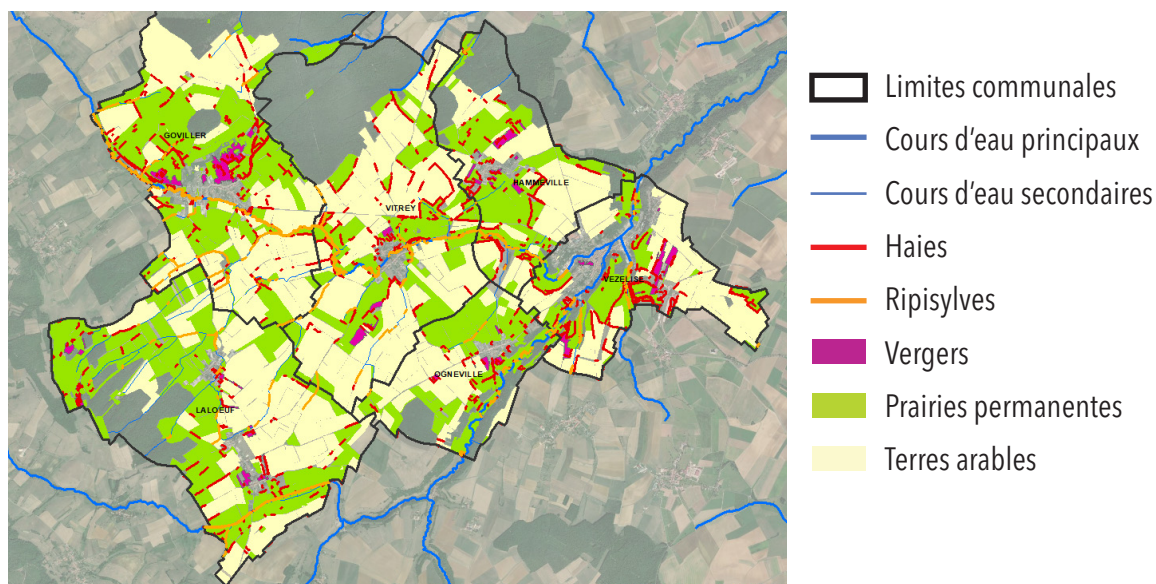 GOVILLER
HAMMEVILLE
VITREY
VEZELISE
OGNEVILLE
LALOEUF
Limites communales
Cours d'eau principaux
Cours d'eau secondaires
Haies
Ripisylves
Vergers
Prairies permanentes
Terres arables